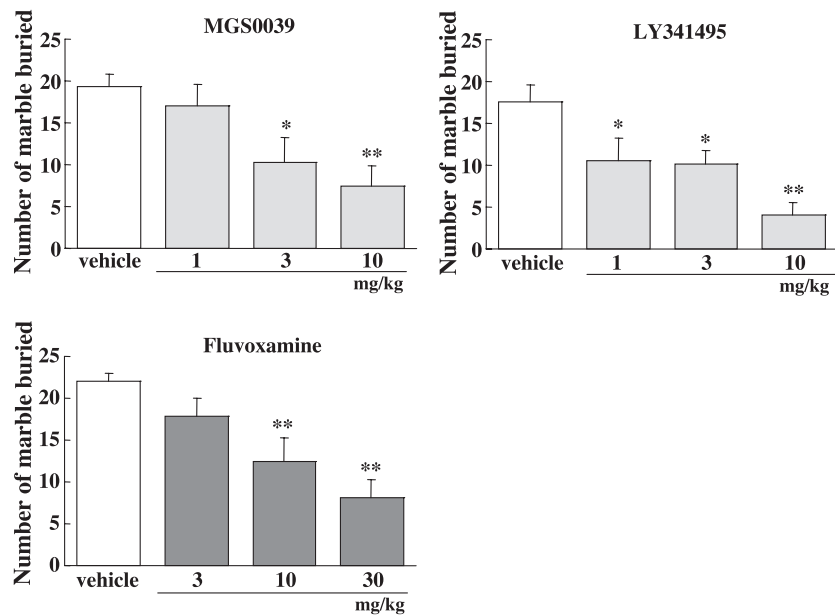 MGS0039
Number of marble buried
25
20
15
10
5
0
*
**
vehicle 1 3 10
mg/kg
LY341495
Number of marble buried
25
20
15
10
5
0
*
*
**
vehicle 1 3 10
mg/kg
Fluvoxamine
Number of marble buried
25
20
15
10
5
0
**
**
vehicle 3 10 30
mg/kg